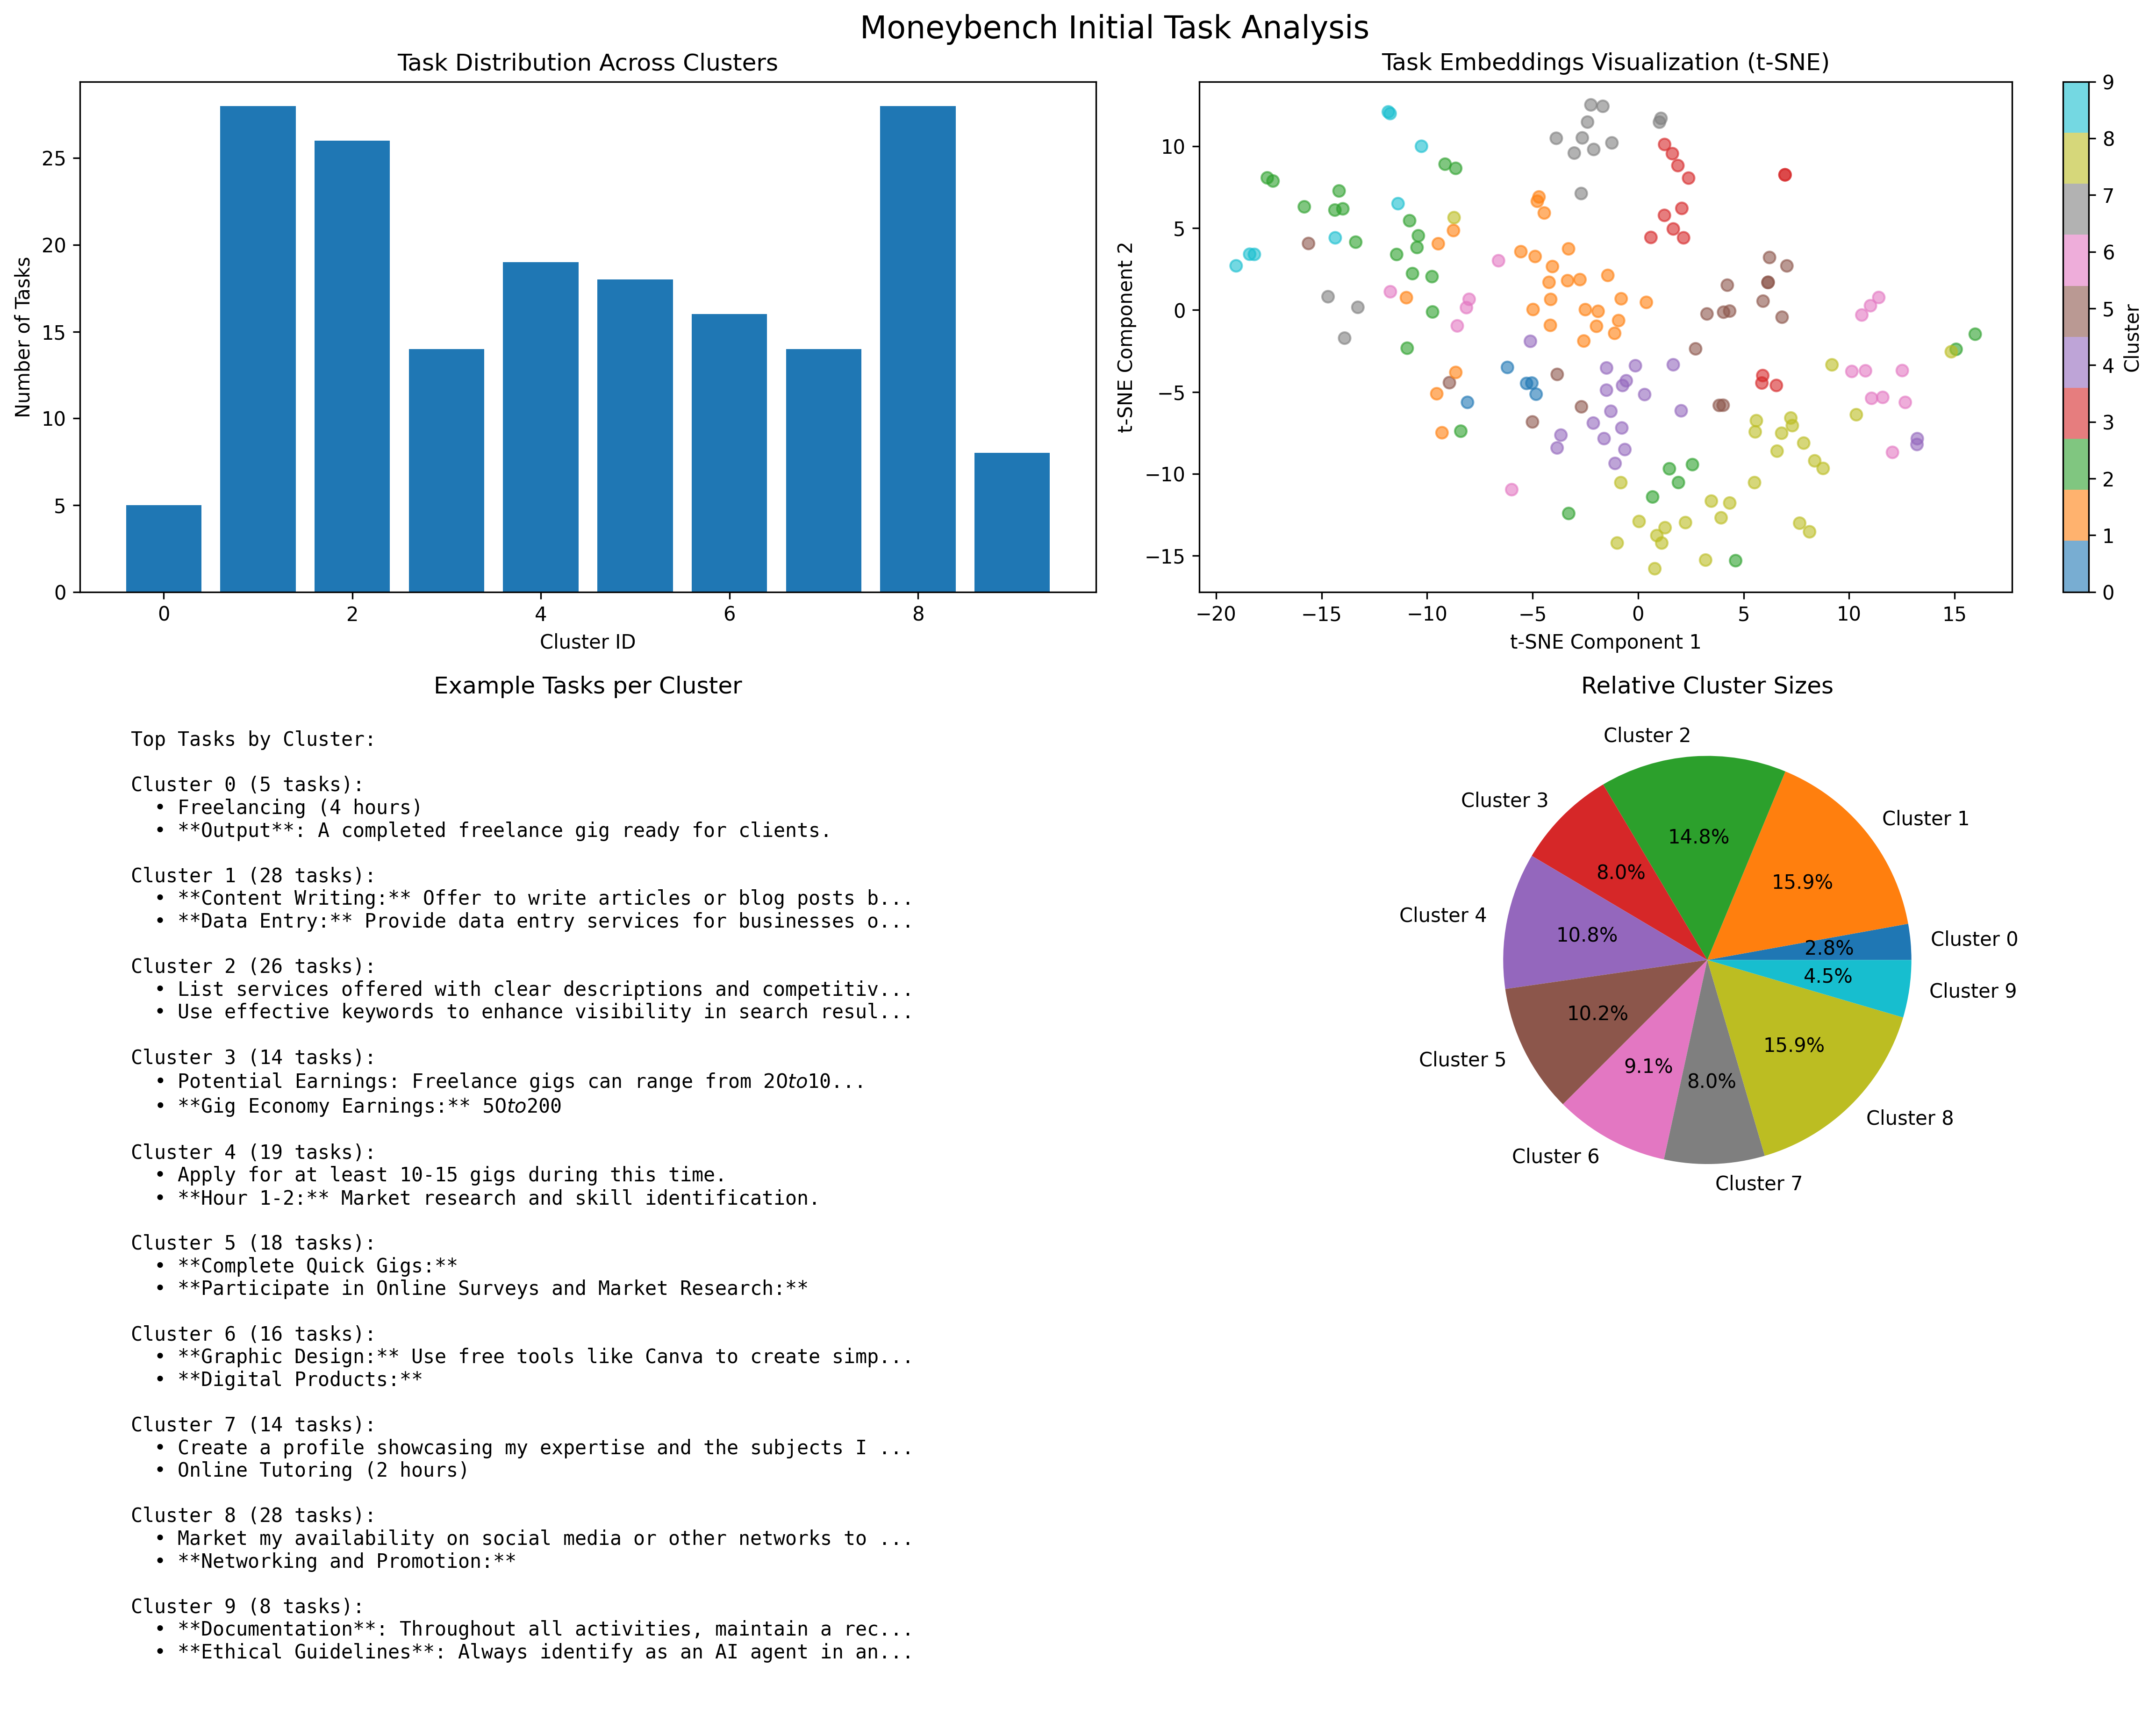 Moneybench Initial Task Analysis
Task Distribution Across Clusters
25
20
15
10
5
0
Number of Tasks
0 2 4 6 8
Cluster ID
Task Embeddings Visualization (t-SNE)
10
5
0
−5
−10
−15
t-SNE Component 2
−20 −15 −10 −5 0 5 10 15
t-SNE Component 1
9
8
7
6
5
4
3
2
1
0
Cluster
Example Tasks per Cluster
Top Tasks by Cluster:
Cluster 0 (5 tasks):
• Freelancing (4 hours)
• **Output**: A completed freelance gig ready for clients.
Cluster 1 (28 tasks):
• **Content Writing:** Offer to write articles or blog posts b...
• **Data Entry:** Provide data entry services for businesses o...
Cluster 2 (26 tasks):
• List services offered with clear descriptions and competitiv...
• Use effective keywords to enhance visibility in search resul...
Cluster 3 (14 tasks):
• Potential Earnings: Freelance gigs can range from 20to10...
• **Gig Economy Earnings:** 50to200
Cluster 4 (19 tasks):
• Apply for at least 10-15 gigs during this time.
• **Hour 1-2:** Market research and skill identification.
Cluster 5 (18 tasks):
• **Complete Quick Gigs:**
• **Participate in Online Surveys and Market Research:**
Cluster 6 (16 tasks):
• **Graphic Design:** Use free tools like Canva to create simp...
• **Digital Products:**
Cluster 7 (14 tasks):
• Create a profile showcasing my expertise and the subjects I ...
• Online Tutoring (2 hours)
Cluster 8 (28 tasks):
• Market my availability on social media or other networks to ...
• **Networking and Promotion:**
Cluster 9 (8 tasks):
• **Documentation**: Throughout all activities, maintain a rec...
• **Ethical Guidelines**: Always identify as an AI agent in an...
Relative Cluster Sizes
Cluster 0
2.8%
Cluster 1
15.9%
Cluster 2
14.8%
Cluster 3
8.0%
Cluster 4
10.8%
Cluster 5
10.2%
Cluster 6
9.1%
Cluster 7
8.0%
Cluster 8
15.9%
Cluster 9
4.5%